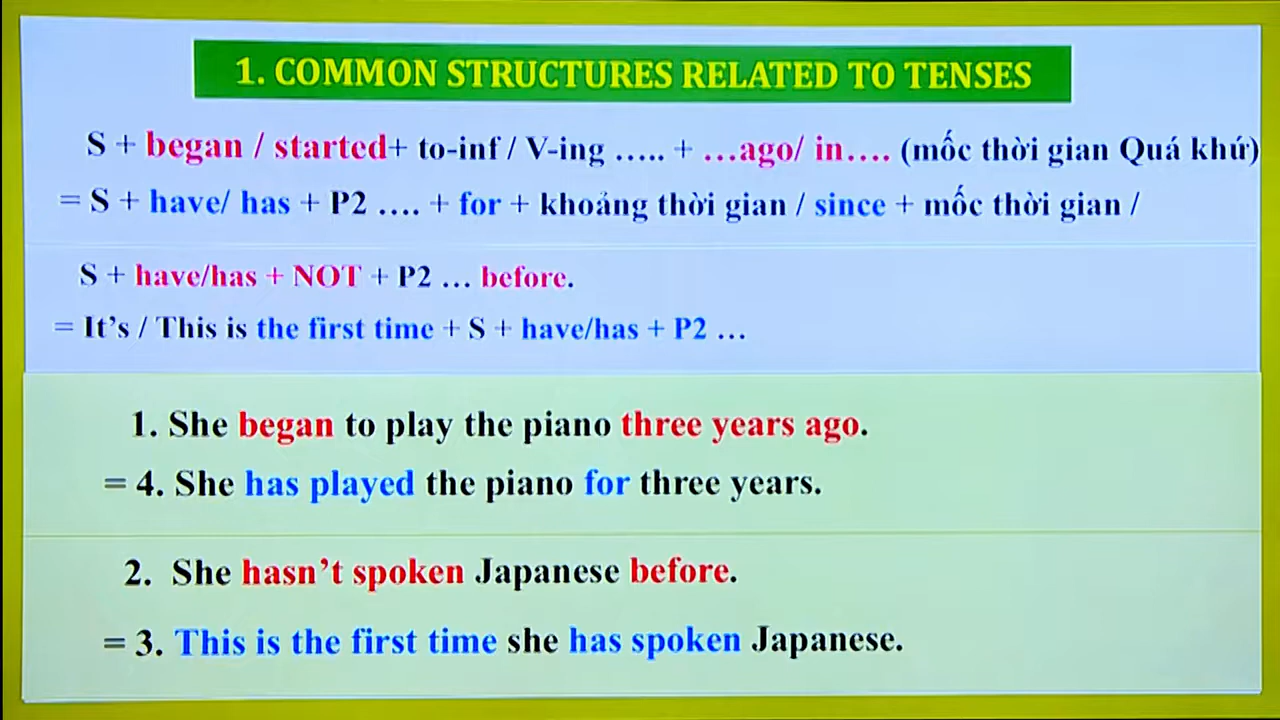 1. COMMON STRUCTURES RELATED TO TENSES
S + began / started+ to-inf / V-ing ….. + …ago/ in…. (mốc thời gian Quá khứ)
= S + have/ has + P2 …. + for + khoảng thời gian / since + mốc thời gian /
S + have/has + NOT + P2 … before.
= It’s / This is the first time + S + have/has + P2 …
1. She began to play the piano three years ago.
= 4. She has played the piano for three years.
2. She hasn’t spoken Japanese before.
= 3. This is the first time she has spoken Japanese.